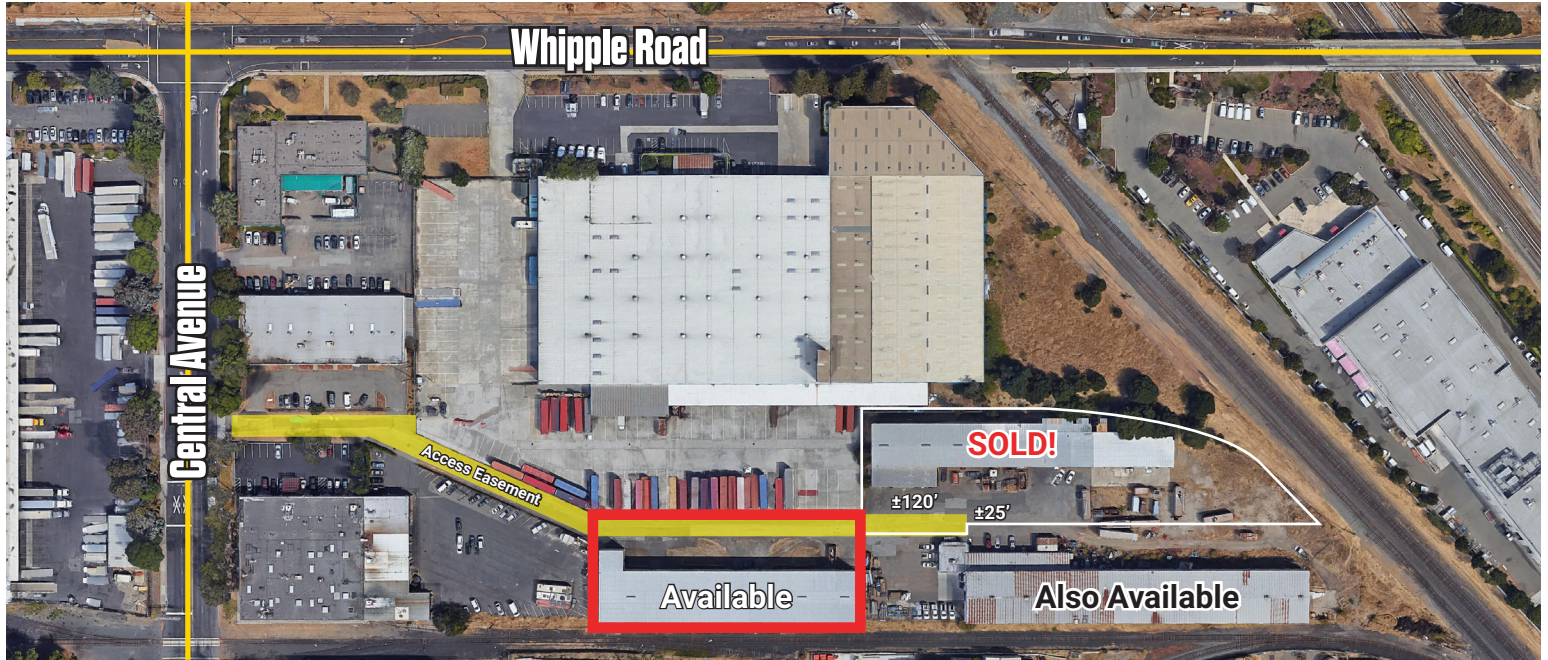 Whipple Road
Central Avenue
Access Easement
SOLD!
±120’
±25’
Available
Also Available